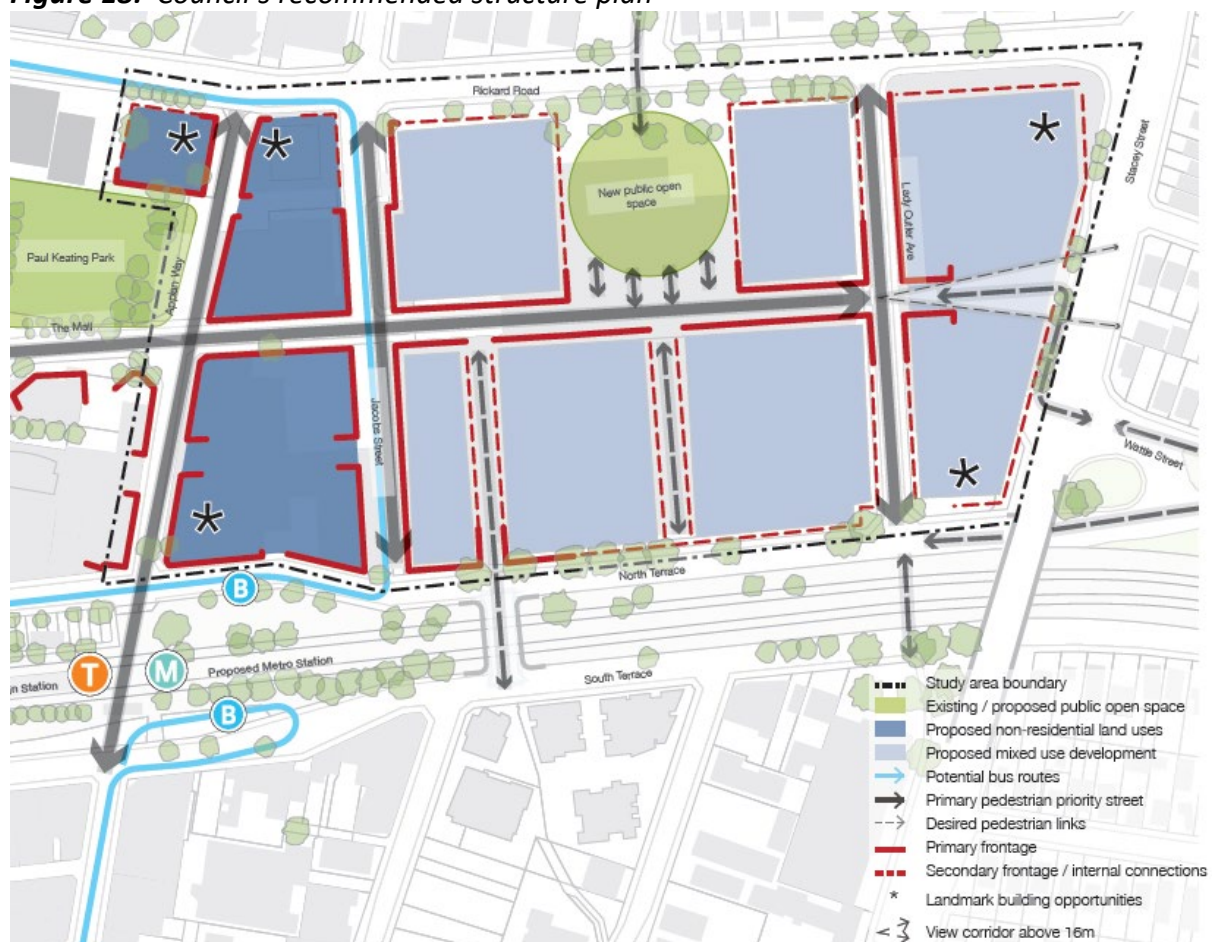 Figure 28. Council's recommended structure plan
Rickard Road
Stacey Street
New public open
space
Lady Cutler Ave
Paul Keating Park
Appian Way
The Mall
Jacobs Street
Wattle Street
North Terrace
B
T
M
Proposed Metro Station
n Station
South Terrace
B
Study area boundary
Existing / proposed public open space
Proposed non-residential land uses
Proposed mixed use development
Potential bus routes
Primary pedestrian priority street
Desired pedestrian links
Primary frontage
Secondary frontage / internal connections
Landmark building opportunities
View corridor above 16m